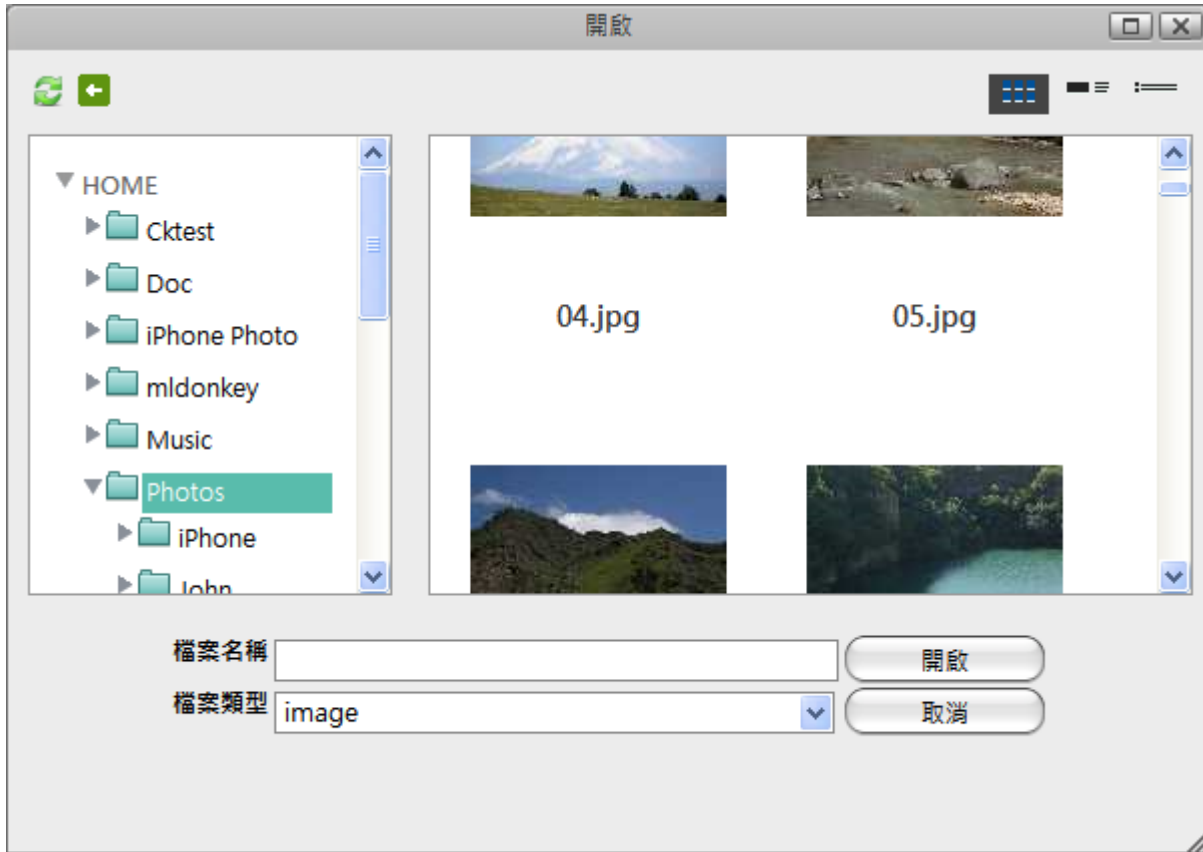 開啟
HOME
Cktest
Doc
iPhone Photo
mldonkey
Music
Photos
iPhone
John
04.jpg
05.jpg
檔案名稱
開啟
檔案類型
image
取消